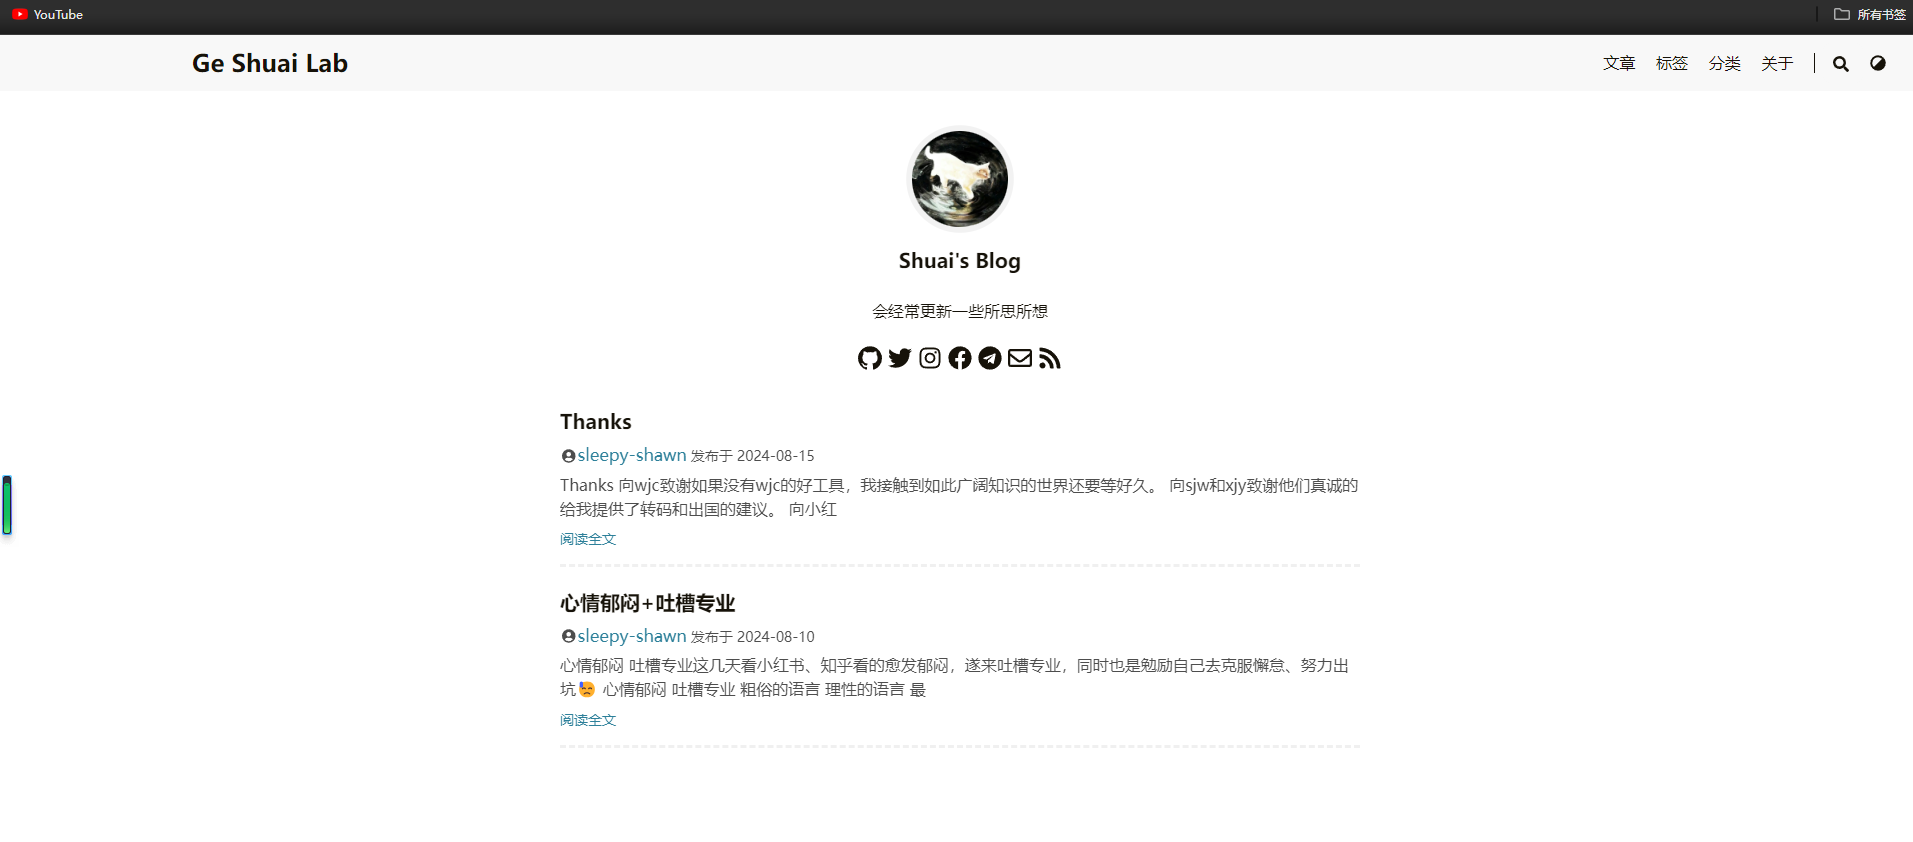 YouTube
所有书签
Ge Shuai Lab
文章 标签 分类 关于
Shuai's Blog
会经常更新一些所思所想
Thanks
sleepy-shawn 发布于 2024-08-15
Thanks 向wjc致谢如果没有wjc的好工具，我接触到如此广阔知识的世界还要等好久。 向sjw和xjy致谢他们真诚的
给我提供了转码和出国的建议。 向小红
阅读全文
心情郁闷+吐槽专业
sleepy-shawn 发布于 2024-08-10
心情郁闷 吐槽专业这几天看小红书、知乎看的愈发郁闷，遂来吐槽专业，同时也是勉励自己去克服懈怠、努力出
坑😓 心情郁闷 吐槽专业 粗俗的语言 理性的语言 最
阅读全文